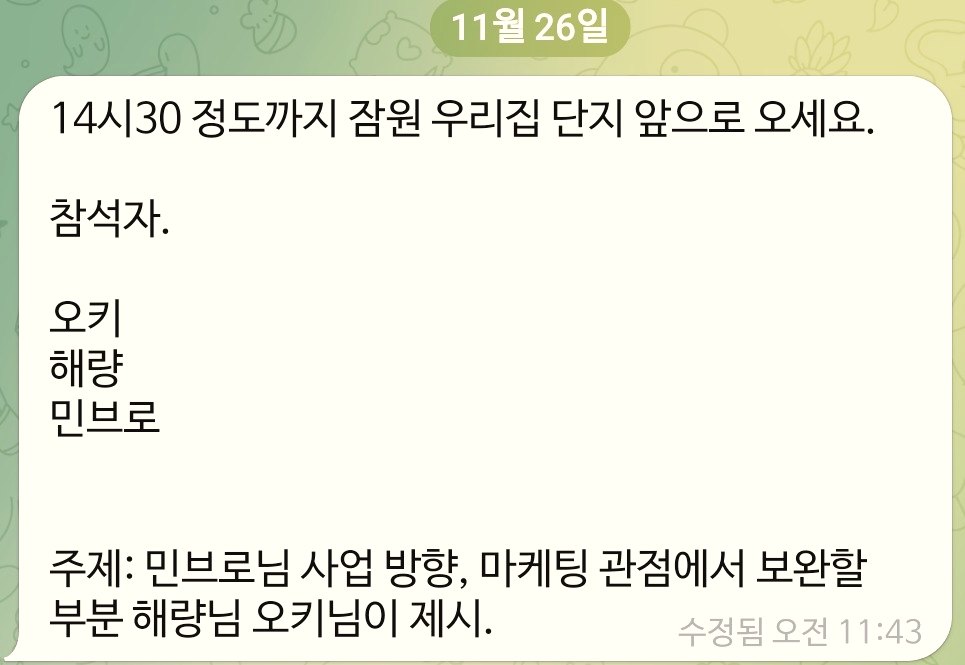 11월 26일
14시30 정도까지 잠원 우리집 단지 앞으로 오세요.
참석자.
오키
해량
민브로
주제: 민브로님 사업 방향, 마케팅 관점에서 보완할
부분 해량님 오키님이 제시.
수정됨 오전 11:43